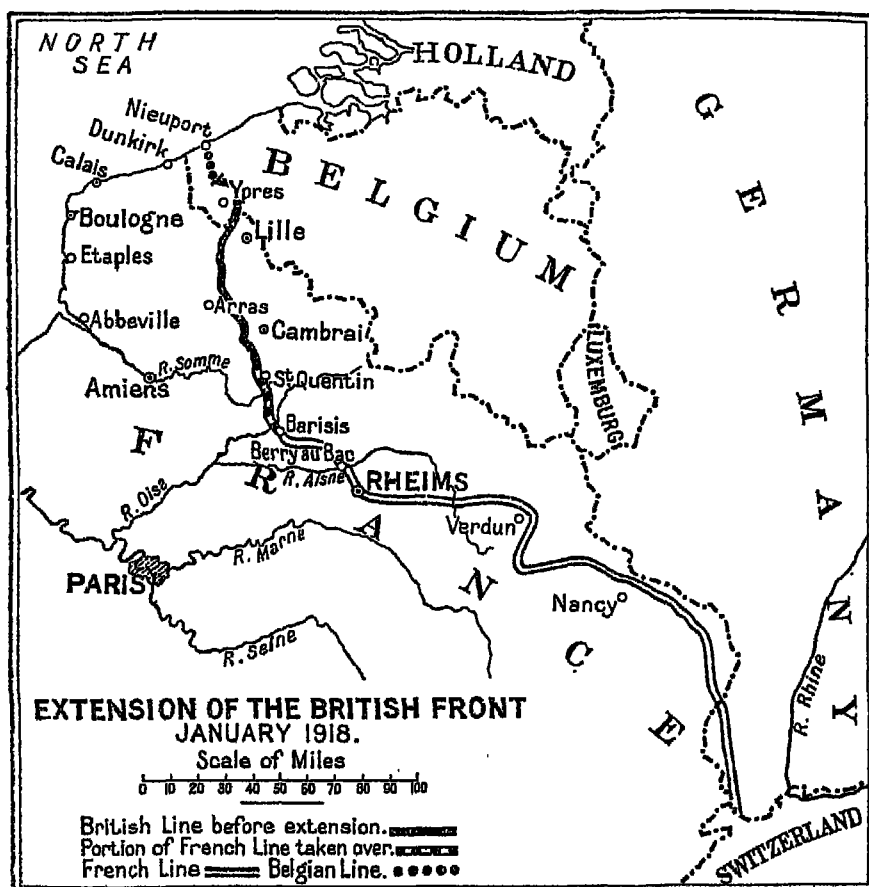 NORTH
SEA
HOLLAND
Nieuport
Dunkirk
Calais
Ypres
BELGIUM
GERMANY
Boulogne
Lille
Etaples
Arras
Abbeville
Cambrai
LUXEMBURG
R. Somme
Amiens
St Quentin
Barisis
FRANCE
Berry au Bac
R. Aisne
RHEIMS
R. Oise
Verdun
R. Marne
PARIS
Nancy
R. Seine
R. Rhine
EXTENSION OF THE BRITISH FRONT
JANUARY 1918.
Scale of Miles
0 10 20 30 40 50 60 70 80 90 100
British Line before extension.
Portion of French Line taken over.
French Line Belgian Line.
SWITZERLAND